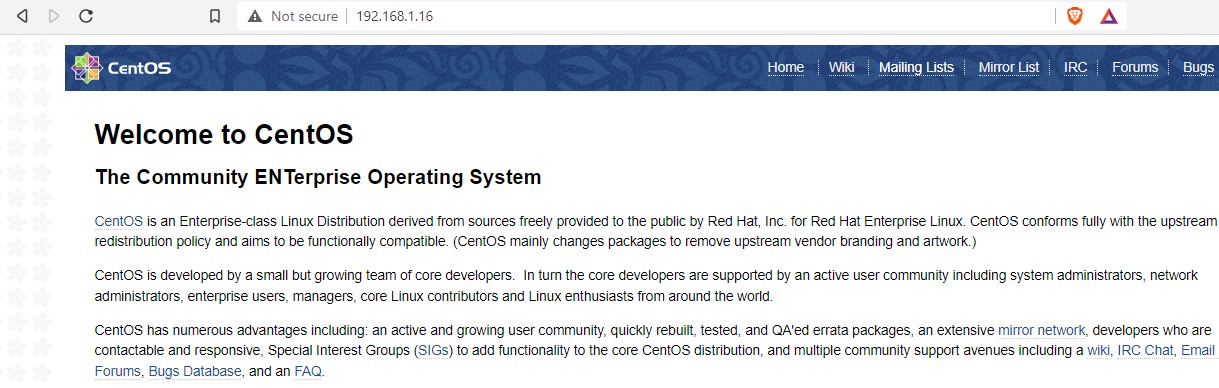 Not secure | 192.168.1.16
CentOS Home Wiki Mailing Lists Mirror List IRC Forums Bugs
Welcome to CentOS
The Community ENTerprise Operating System
CentOS is an Enterprise-class Linux Distribution derived from sources freely provided to the public by Red Hat, Inc. for Red Hat Enterprise Linux. CentOS conforms fully with the upstream
redistribution policy and aims to be functionally compatible. (CentOS mainly changes packages to remove upstream vendor branding and artwork.)
CentOS is developed by a small but growing team of core developers. In turn the core developers are supported by an active user community including system administrators, network
administrators, enterprise users, managers, core Linux contributors and Linux enthusiasts from around the world.
CentOS has numerous advantages including: an active and growing user community, quickly rebuilt, tested, and QA'ed errata packages, an extensive mirror network, developers who are
contactable and responsive, Special Interest Groups (SIGs) to add functionality to the core CentOS distribution, and multiple community support avenues including a wiki, IRC Chat, Email
Forums, Bugs Database, and an FAQ.